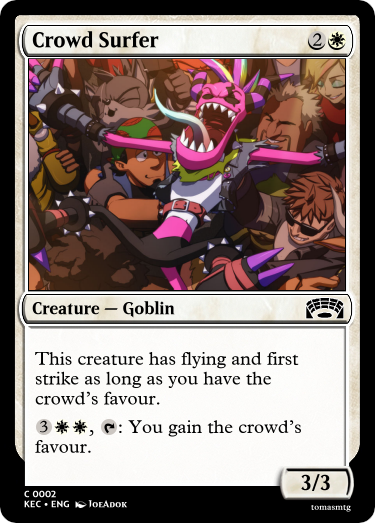 Crowd Surfer 2
Creature — Goblin
This creature has flying and first
strike as long as you have the
crowd's favour.
3, : You gain the crowd's
favour.
3/3
C 0002
KEC • ENG JoeAdok
tomasmtg